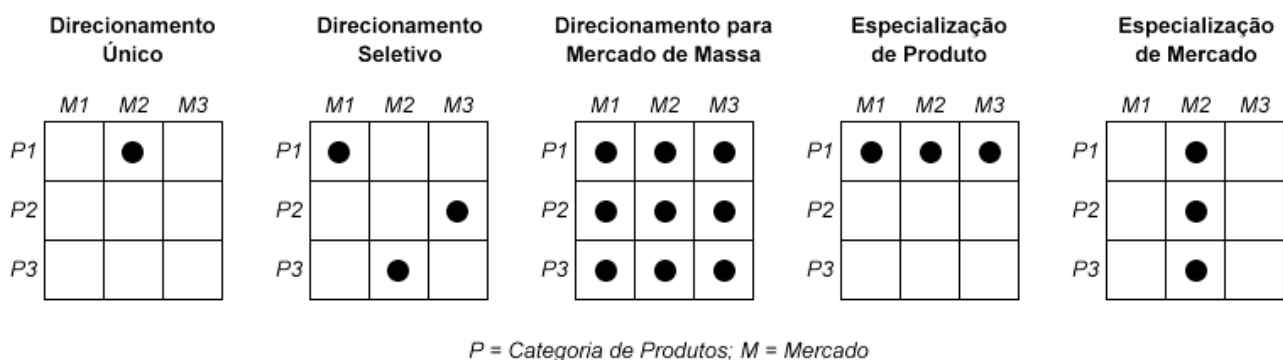 Direcionamento
Único
Direcionamento
Seletivo
Direcionamento para
Mercado de Massa
Especialização
de Produto
Especialização
de Mercado
M1 M2 M3
M1 M2 M3
M1 M2 M3
M1 M2 M3
M1 M2 M3
P1
P1
P1
P1
P1
P2
P2
P2
P2
P2
P3
P3
P3
P3
P3
P = Categoria de Produtos; M = Mercado